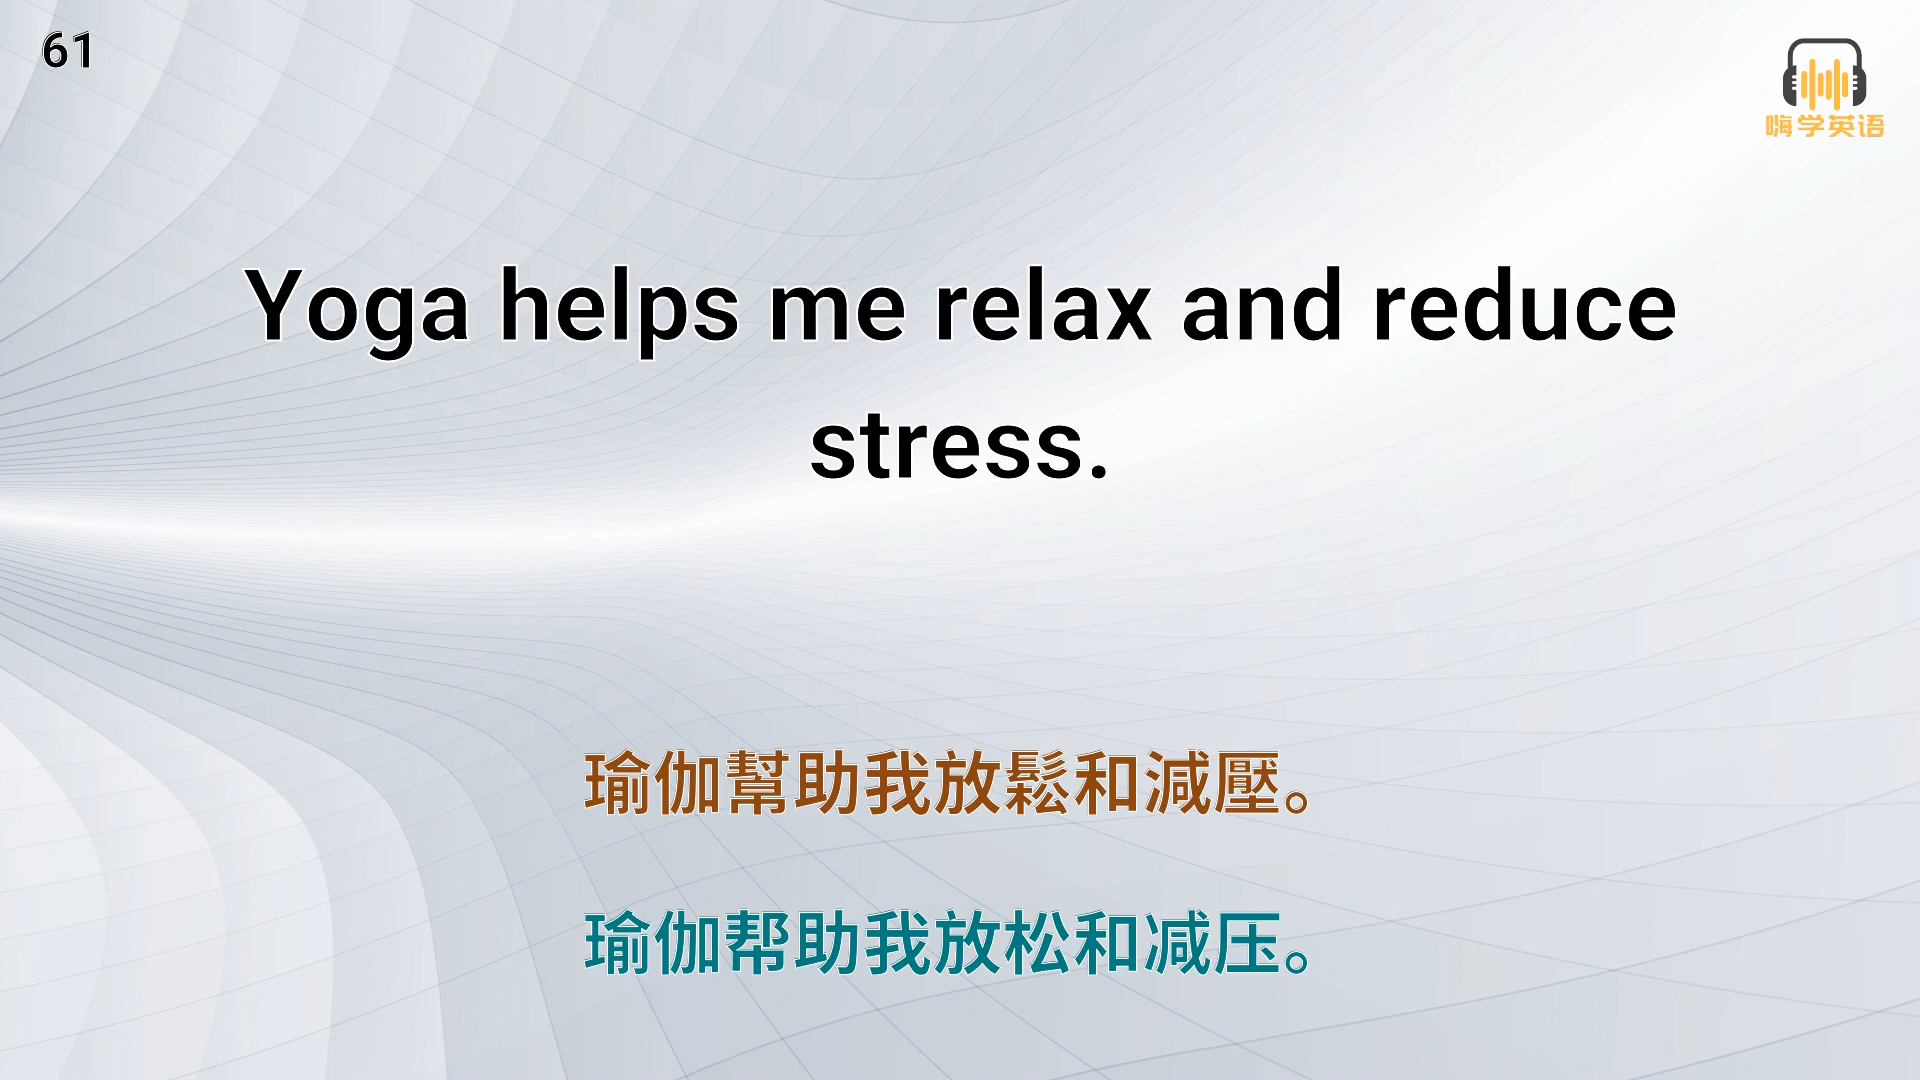 61
嗨学英语
Yoga helps me relax and reduce
stress.
瑜伽幫助我放鬆和減壓。
瑜伽帮助我放松和减压。